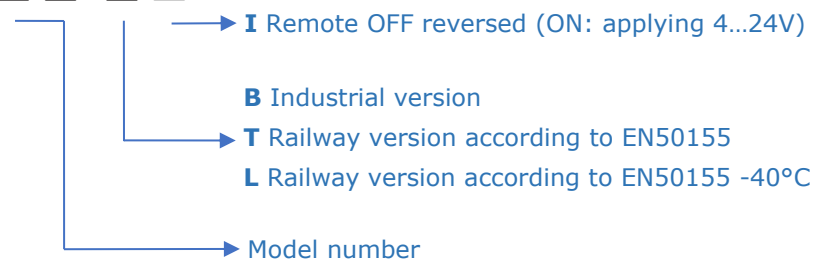 I Remote OFF reversed (ON: applying 4…24V)
B Industrial version
T Railway version according to EN50155
L Railway version according to EN50155 -40°C
Model number